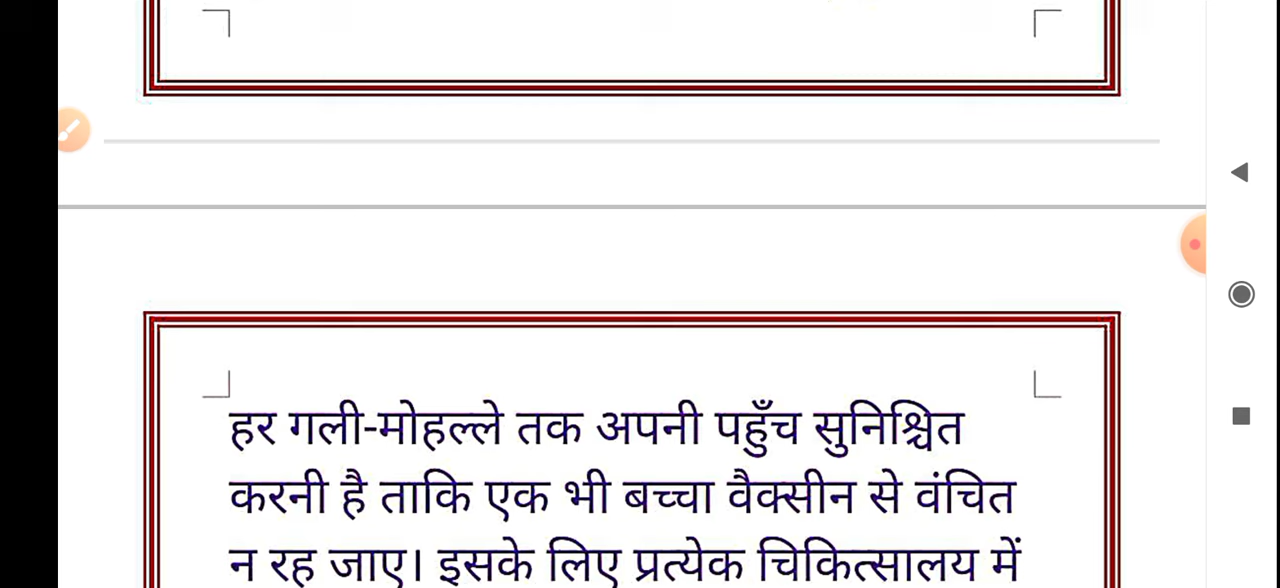 हर गली-मोहल्ले तक अपनी पहुँच सुनिश्चित
करनी है ताकि एक भी बच्चा वैक्सीन से वंचित
न रह जाए। इसके लिए प्रत्येक चिकित्सालय में